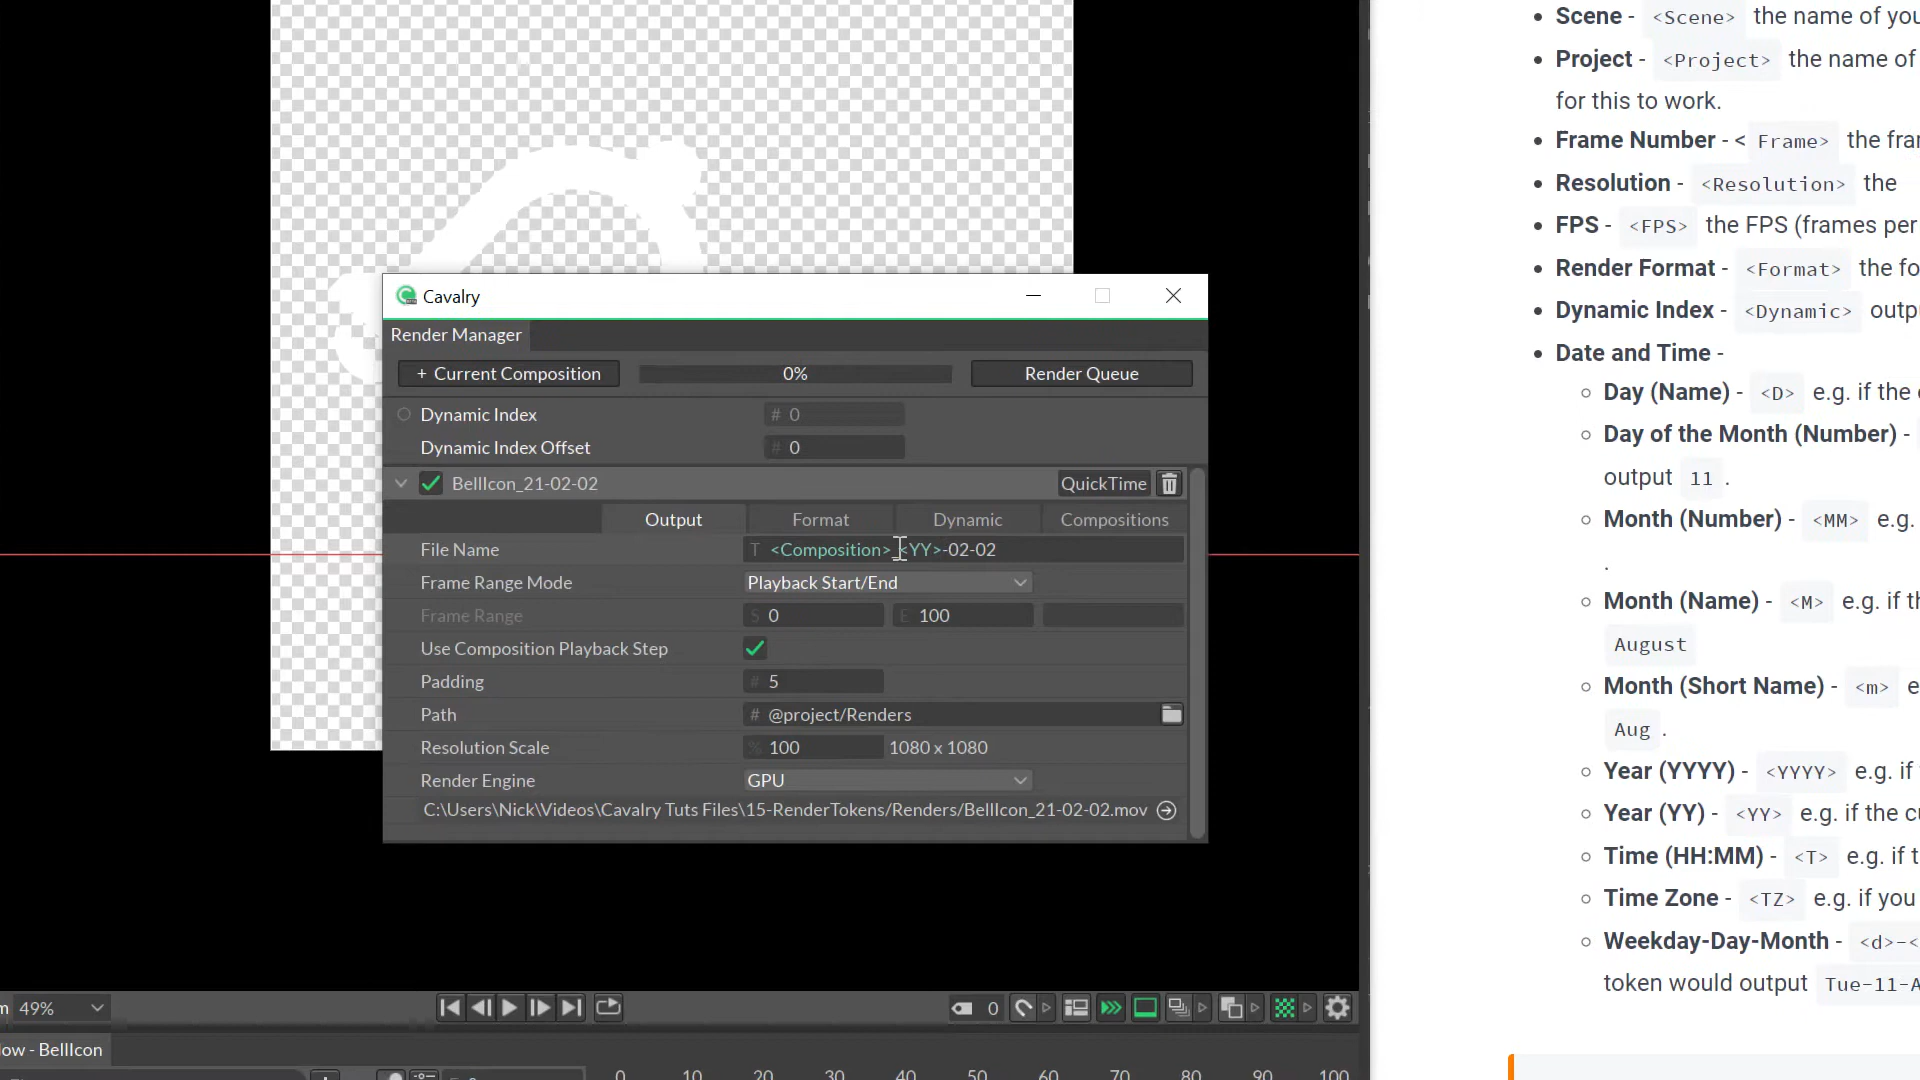 Cavalry
Render Manager
+ Current Composition
0%
Render Queue
Dynamic Index
# 0
Dynamic Index Offset
# 0
BellIcon_21-02-02
QuickTime
Output
Format
Dynamic
Compositions
File Name
T <Composition>_<YY>-02-02
Frame Range Mode
Playback Start/End
Frame Range
S 0
E 100
Use Composition Playback Step
Padding
# 5
Path
# @project/Renders
Resolution Scale
% 100
1080 x 1080
Render Engine
GPU
C:\Users\Nick\Videos\Cavalry Tuts Files\15-RenderTokens/Renders/BellIcon_21-02-02.mov
49%
0
ow - BellIcon
0 10 20 30 40 50 60 70 80 90 100
Scene - <Scene> the name of you
Project - <Project> the name of
for this to work.
Frame Number - < Frame> the fra
Resolution - <Resolution> the
FPS - <FPS> the FPS (frames per
Render Format - <Format> the fo
Dynamic Index - <Dynamic> outp
Date and Time -
Day (Name) - <D> e.g. if the
Day of the Month (Number) -
output 11 .
Month (Number) - <MM> e.g.
.
Month (Name) - <M> e.g. if th
August
Month (Short Name) - <m> e
Aug .
Year (YYYY) - <YYYY> e.g. if
Year (YY) - <YY> e.g. if the cu
Time (HH:MM) - <T> e.g. if t
Time Zone - <TZ> e.g. if you
Weekday-Day-Month - <d>-<
token would output Tue-11-A